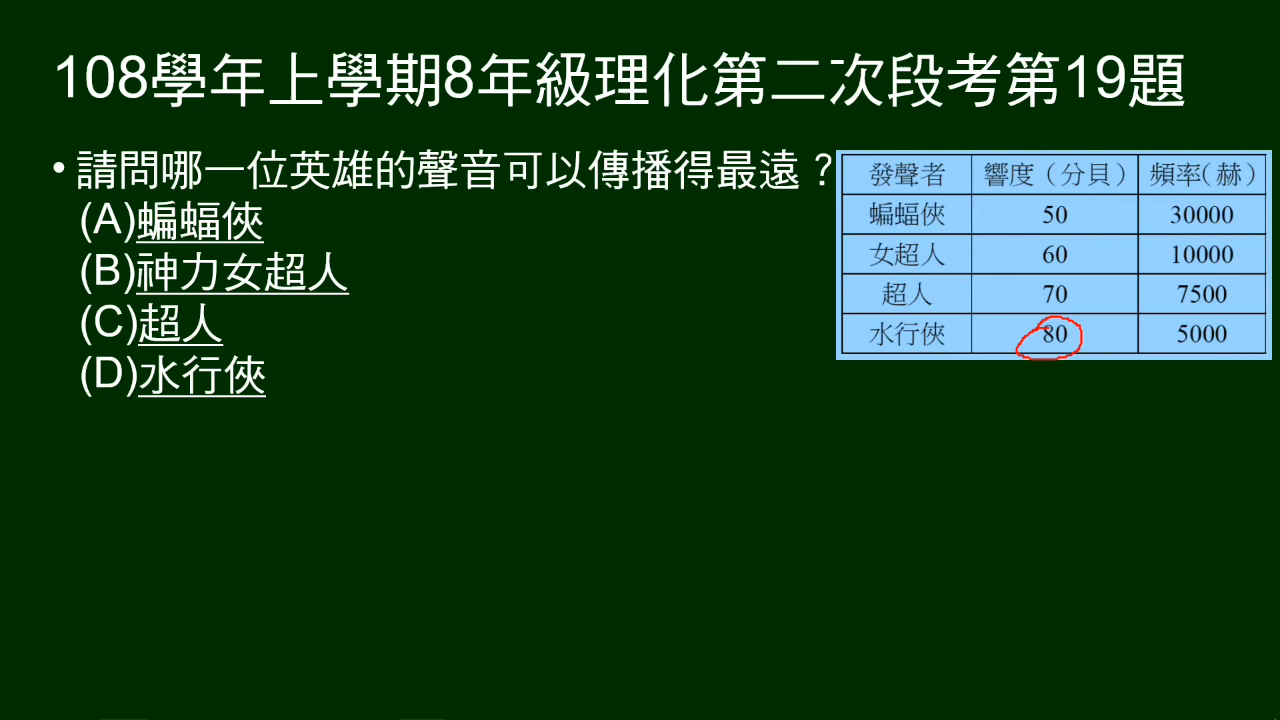 108學年上學期8年級理化第二次段考第19題
•請問哪一位英雄的聲音可以傳播得最遠？
(A)蝙蝠俠
(B)神力女超人
(C)超人
(D)水行俠
發聲者 響度（分貝） 頻率（赫）
蝙蝠俠 50 30000
女超人 60 10000
超人 70 7500
水行俠 80 5000